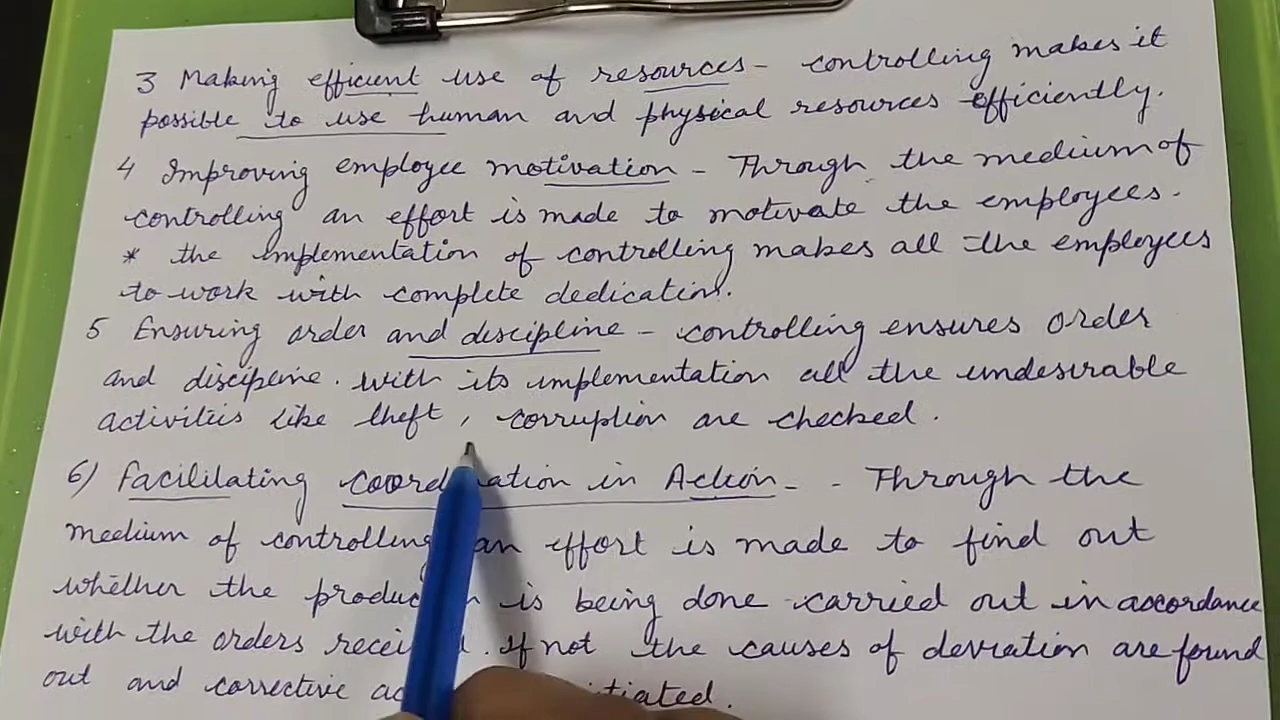 3 Making efficient use of resources - controlling makes it
possible to use human and physical resources efficiently.
4 Improving employee motivation - Through the medium of
controlling an effort is made to motivate the employees.
* the implementation of controlling makes all the employees
to work with complete dedication.
5 Ensuring order and discipline - controlling ensures order
and discipline. with its implementation all the undesirable
activities like theft, corruption are checked.
6) Facilitating coordination in Action - - Through the
medium of controlling an effort is made to find out
whether the is being done carried out in accordance
with the orders . If not the causes of deviation are found
out and corrective